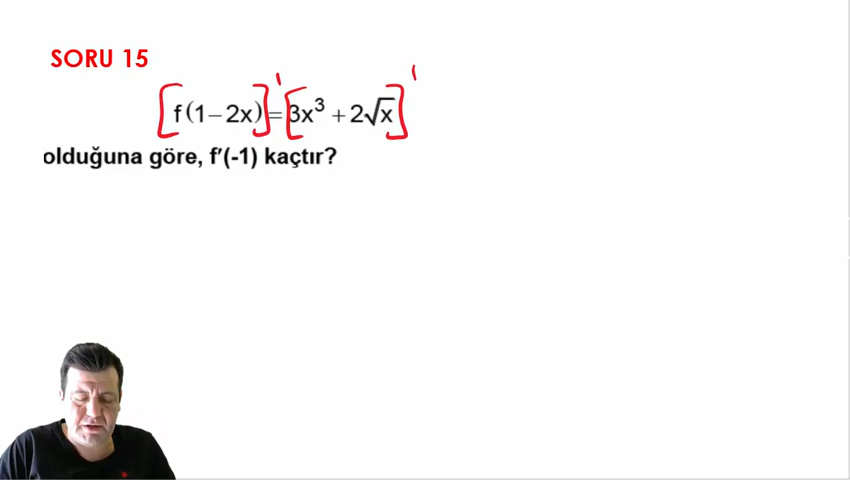 SORU 15
[f(1−2x)]'=[3x³+2√x]'
olduğuna göre, f'(-1) kaçtır?